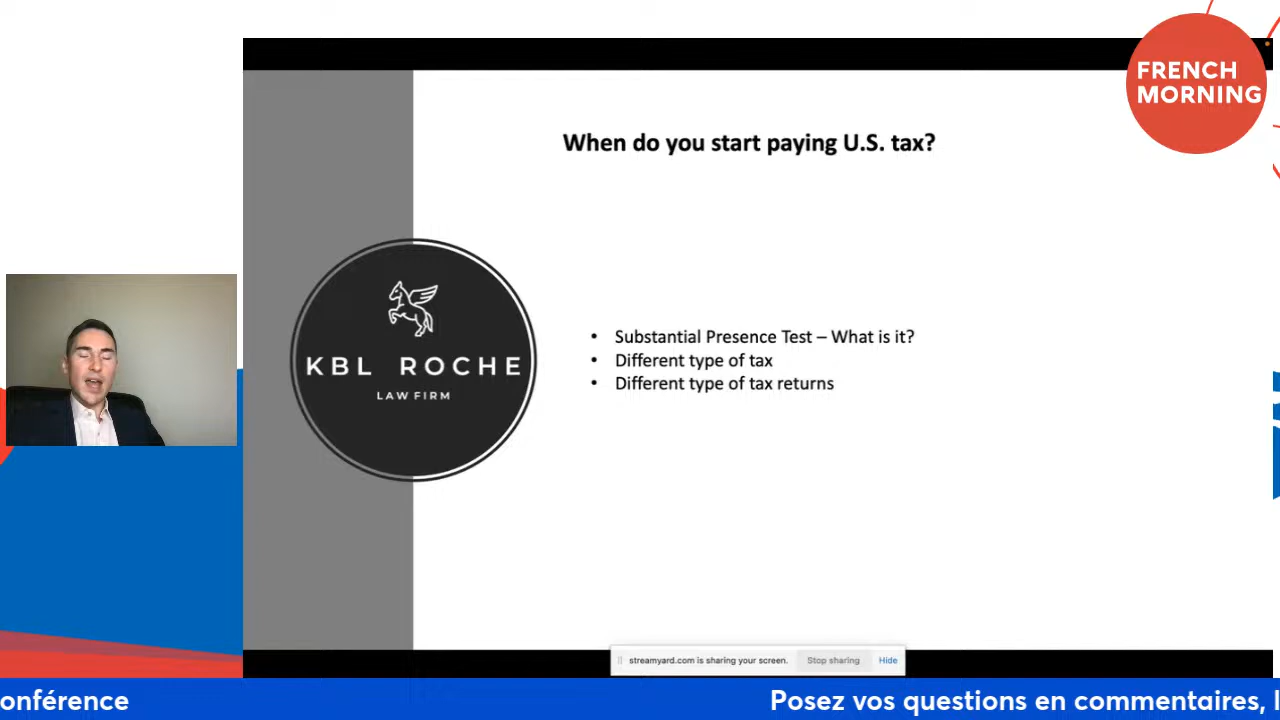 FRENCH
MORNING
When do you start paying U.S. tax?
KBL ROCHE
LAW FIRM
• Substantial Presence Test – What is it?
• Different type of tax
• Different type of tax returns
streamyard.com is sharing your screen. Stop sharing Hide
onférence Posez vos questions en commentaires,